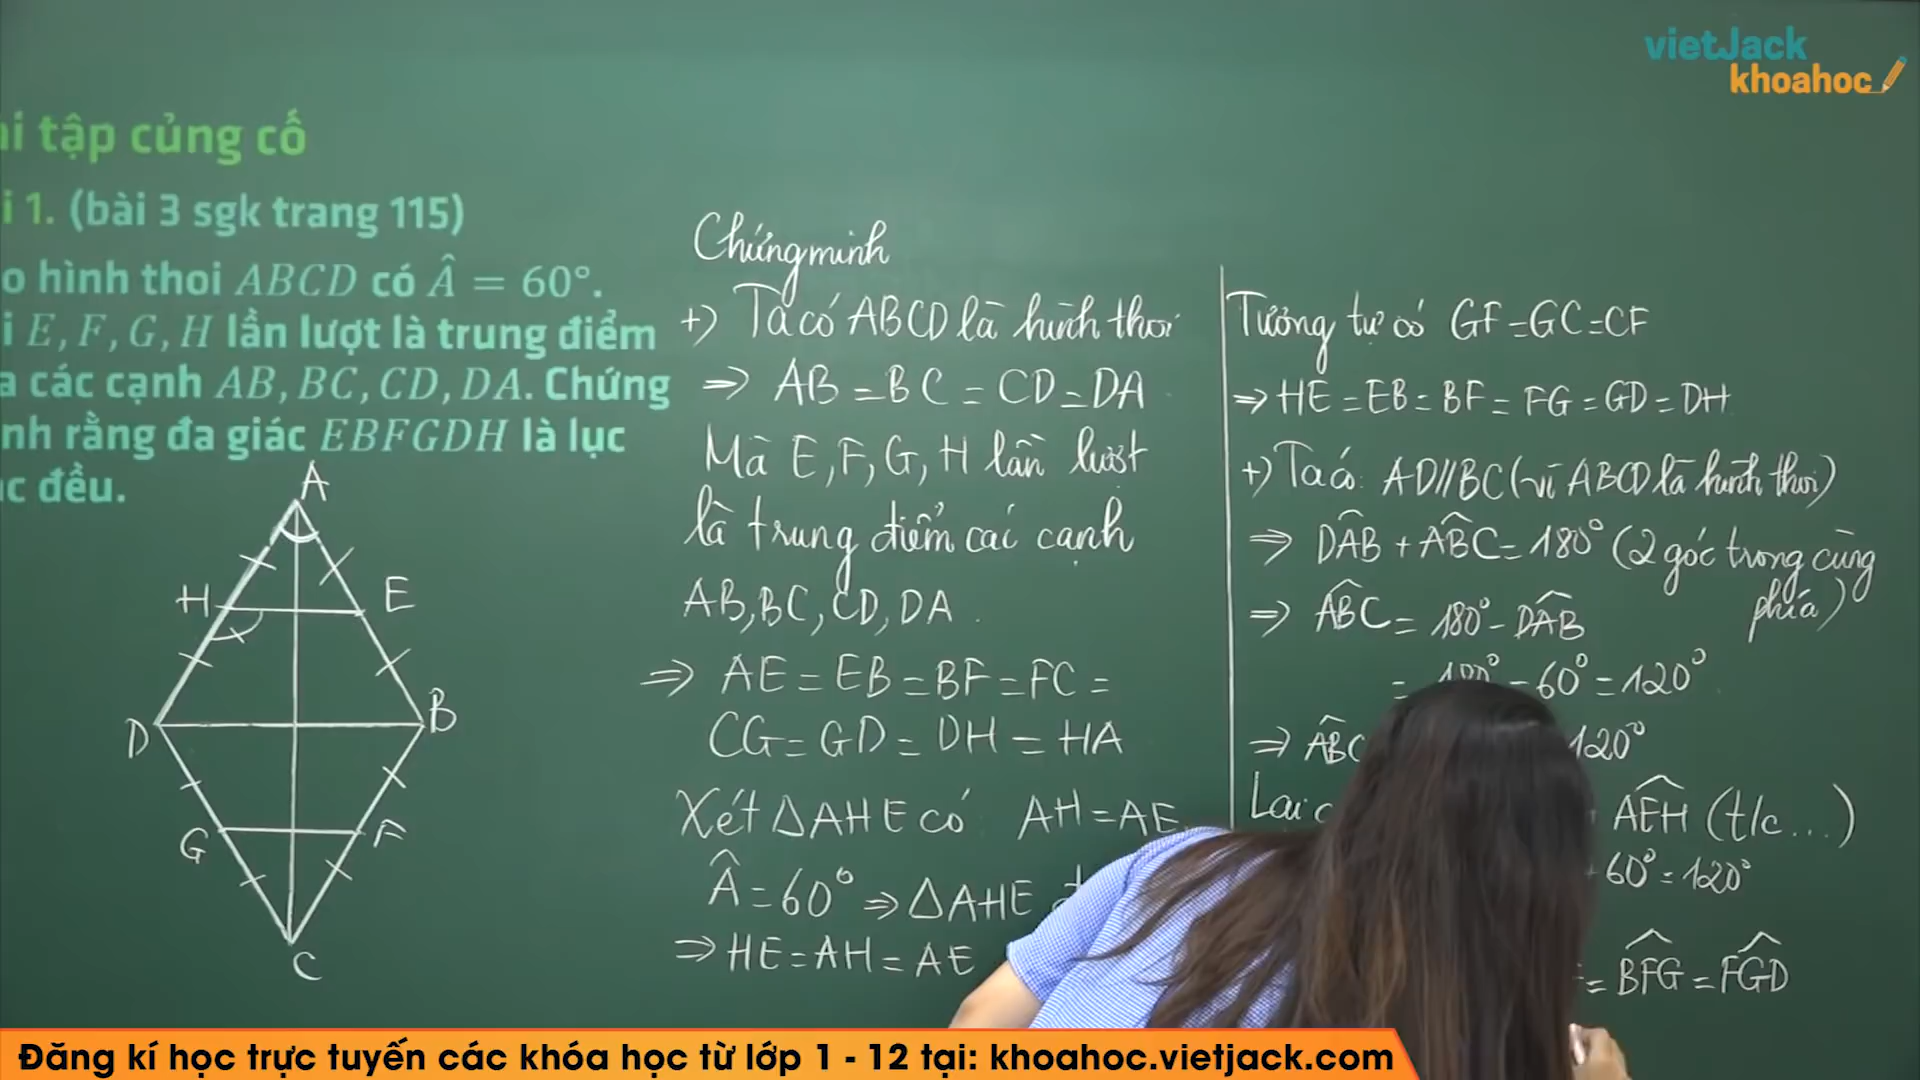 vietJack
khoahoc
ài tập củng cố
i 1. (bài 3 sgk trang 115)
o hình thoi ABCD có Â = 60°.
i E, F, G, H lần lượt là trung điểm
a các cạnh AB, BC, CD, DA. Chứng
nh rằng đa giác EBFGDH là lục
c đều.
A
H E
D B
G F
C
Chứng minh
+) Ta có ABCD là hình thoi
⇒ AB = BC = CD = DA
Mà E, F, G, H lần lượt
là trung điểm các cạnh
AB, BC, CD, DA.
⇒ AE = EB = BF = FC =
CG = GD = DH = HA
Xét ΔAHE có AH = AE
Â = 60° ⇒ ΔAHE
⇒ HE = AH = AE
Tương tự có GF = GC = CF
⇒ HE = EB = BF = FG = GD = DH
+) Ta có: AD // BC (vì ABCD là hình thoi)
⇒ DAB̂ + ABĈ = 180° (2 góc trong cùng
phía)
⇒ ABĈ = 180° - DAB̂
= 180° - 60° = 120°
⇒ ABC 120°
Lại AEH (t/c ...)
60° = 120°
= BFG = FGD
Đăng kí học trực tuyến các khóa học từ lớp 1 - 12 tại: khoahoc.vietjack.com